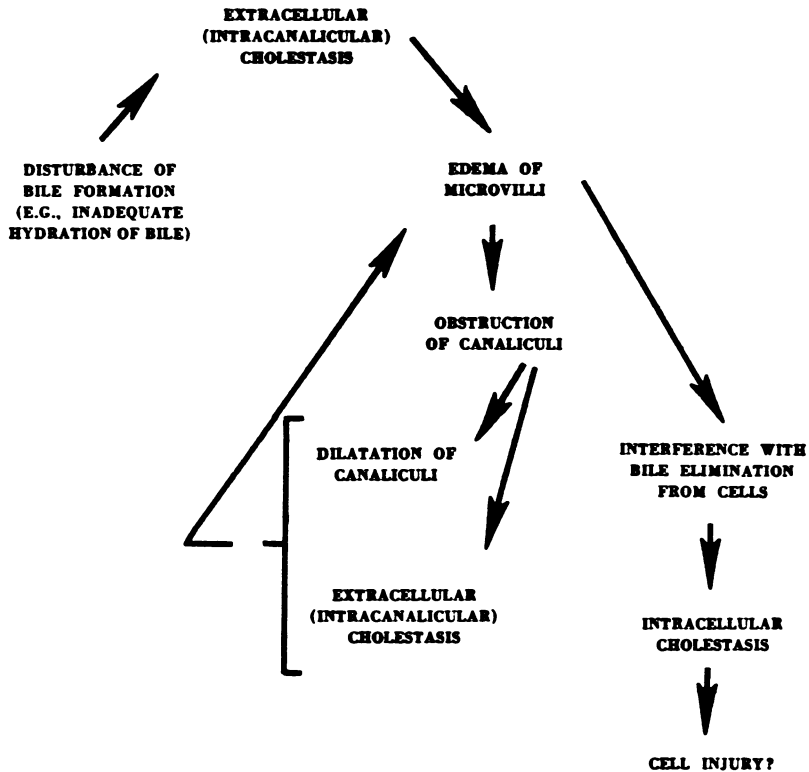 EXTRACELLULAR
(INTRACANALICULAR)
CHOLESTASIS
DISTURBANCE OF
BILE FORMATION
(E.G., INADEQUATE
HYDRATION OF BILE)
EDEMA OF
MICROVILLI
OBSTRUCTION
OF CANALICULI
DILATATION OF
CANALICULI
EXTRACELLULAR
(INTRACANALICULAR)
CHOLESTASIS
INTERFERENCE WITH
BILE ELIMINATION
FROM CELLS
INTRACELLULAR
CHOLESTASIS
CELL INJURY?